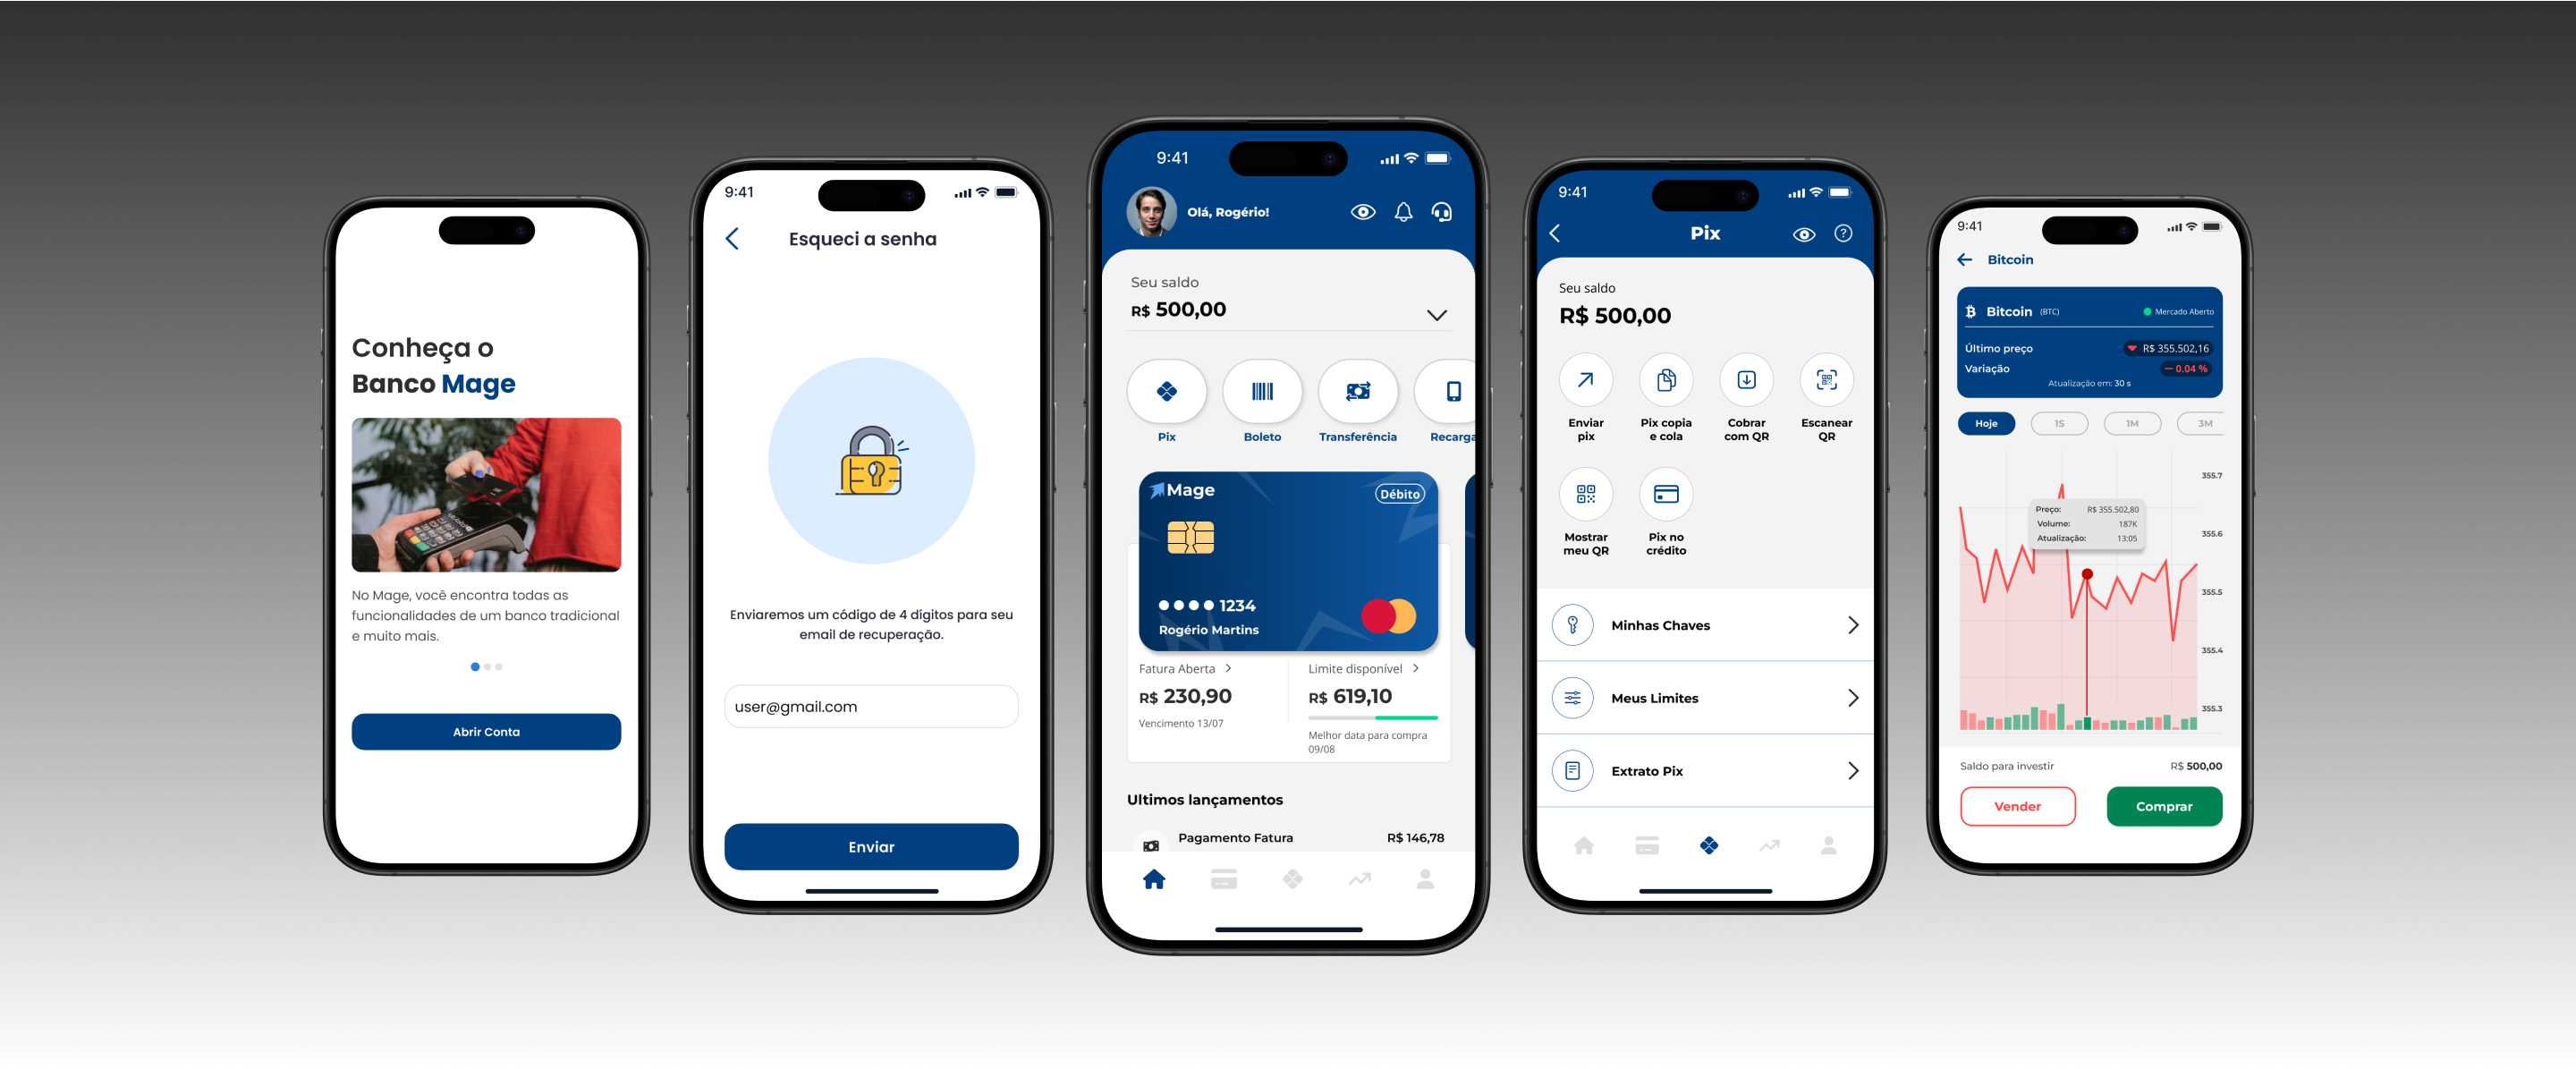 Conheça o
Banco Mage
No Mage, você encontra todas as
funcionalidades de um banco tradicional
e muito mais.
Abrir Conta
9:41
Esqueci a senha
Enviaremos um código de 4 dígitos para seu
email de recuperação.
user@gmail.com
Enviar
9:41
Olá, Rogério!
Seu saldo
R$ 500,00
Pix Boleto Transferência Recarga
Mage Débito
1234
Rogério Martins
Fatura Aberta
R$ 230,90
Vencimento 13/07
Limite disponível
R$ 619,10
Melhor data para compra
09/08
Ultimos lançamentos
Pagamento Fatura R$ 146,78
9:41
Pix
Seu saldo
R$ 500,00
Enviar
pix
Pix copia
e cola
Cobrar
com QR
Escanear
QR
Mostrar
meu QR
Pix no
crédito
Minhas Chaves
Meus Limites
Extrato Pix
9:41
Bitcoin
Bitcoin (BTC) Mercado Aberto
Último preço R$ 355.502,16
Variação — 0.04 %
Atualização em: 30 s
Hoje 1S 1M 3M
355.7
Preço: R$ 355.502,80
Volume: 187K
Atualização: 13:05
355.6
355.5
355.4
355.3
Saldo para investir R$ 500,00
Vender Comprar